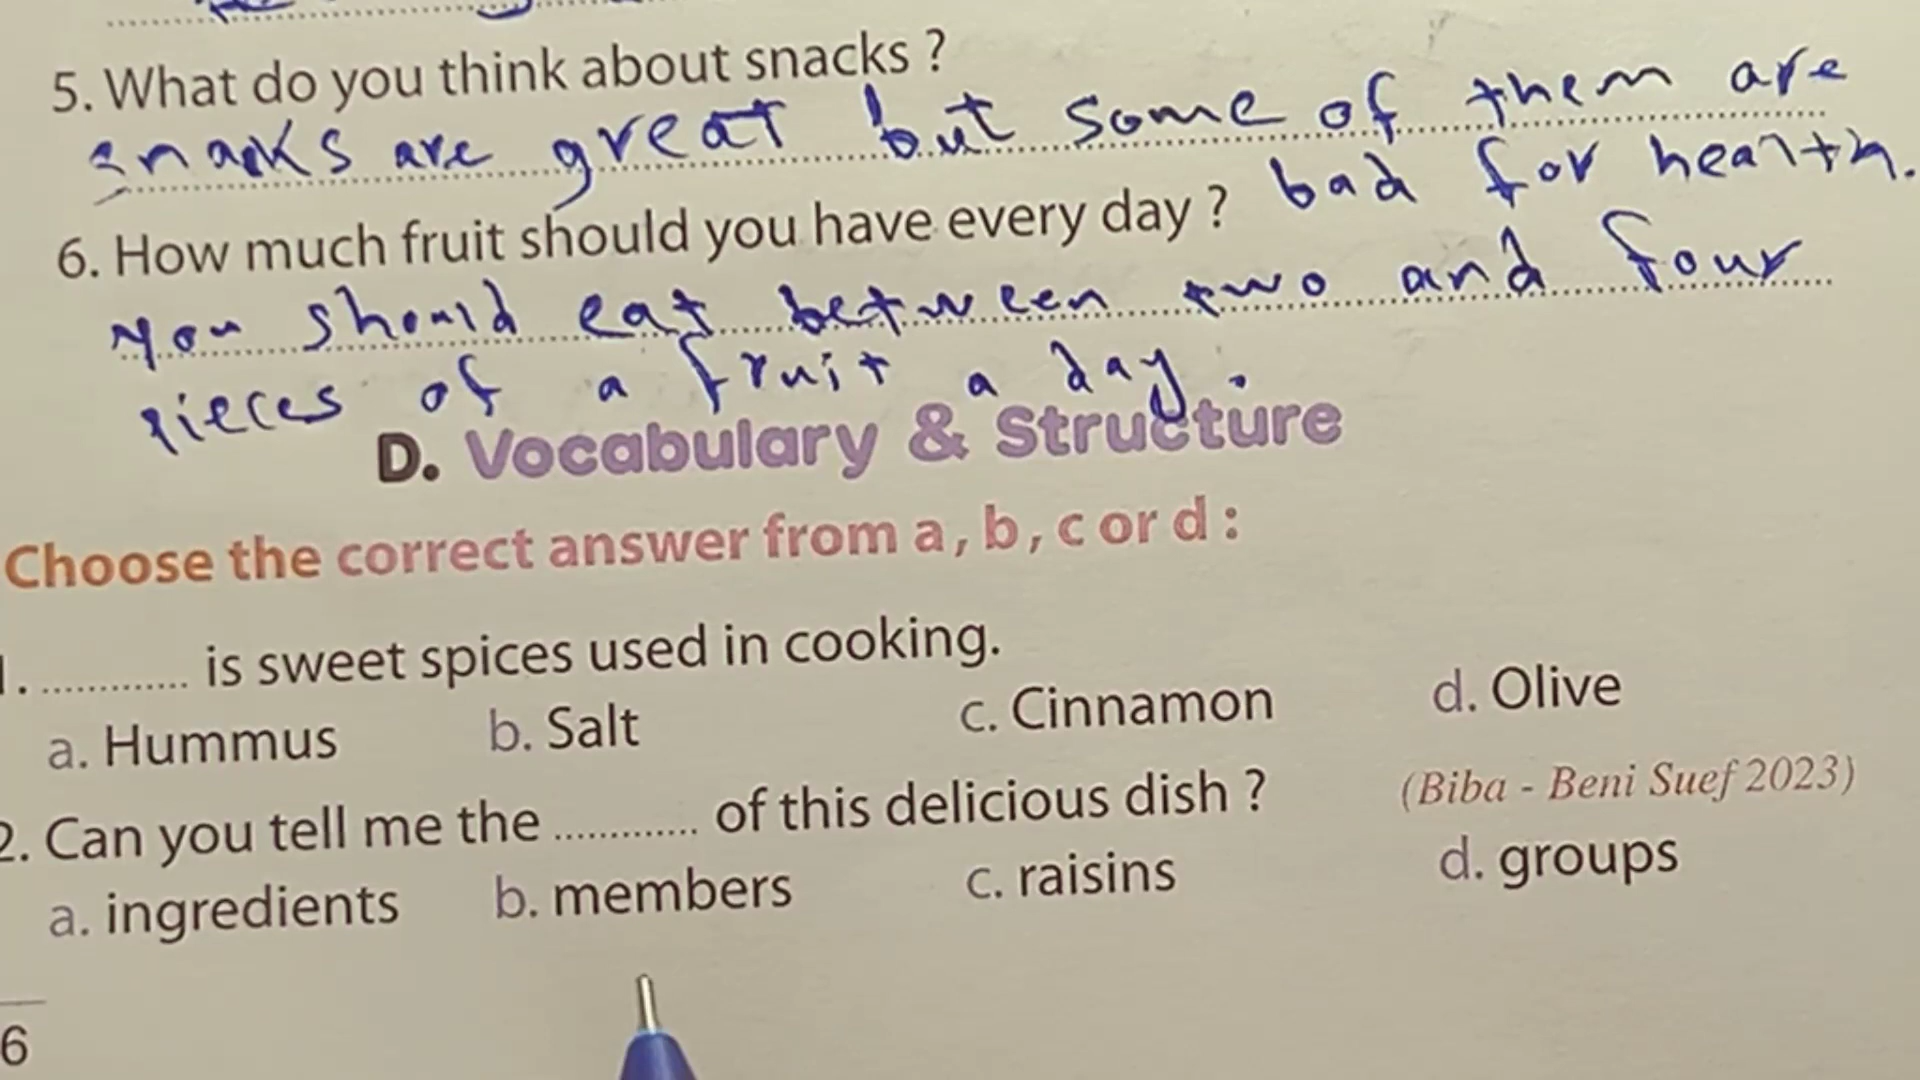 5. What do you think about snacks ?
snaks are great but some of them are
bad for health.
6. How much fruit should you have every day ?
you should eat between two and four
pieces of a fruit a day.
D. Vocabulary & Structure
Choose the correct answer from a , b , c or d :
1. ............. is sweet spices used in cooking.
a. Hummus b. Salt c. Cinnamon d. Olive
2. Can you tell me the ............. of this delicious dish ? (Biba - Beni Suef 2023)
a. ingredients b. members c. raisins d. groups
6